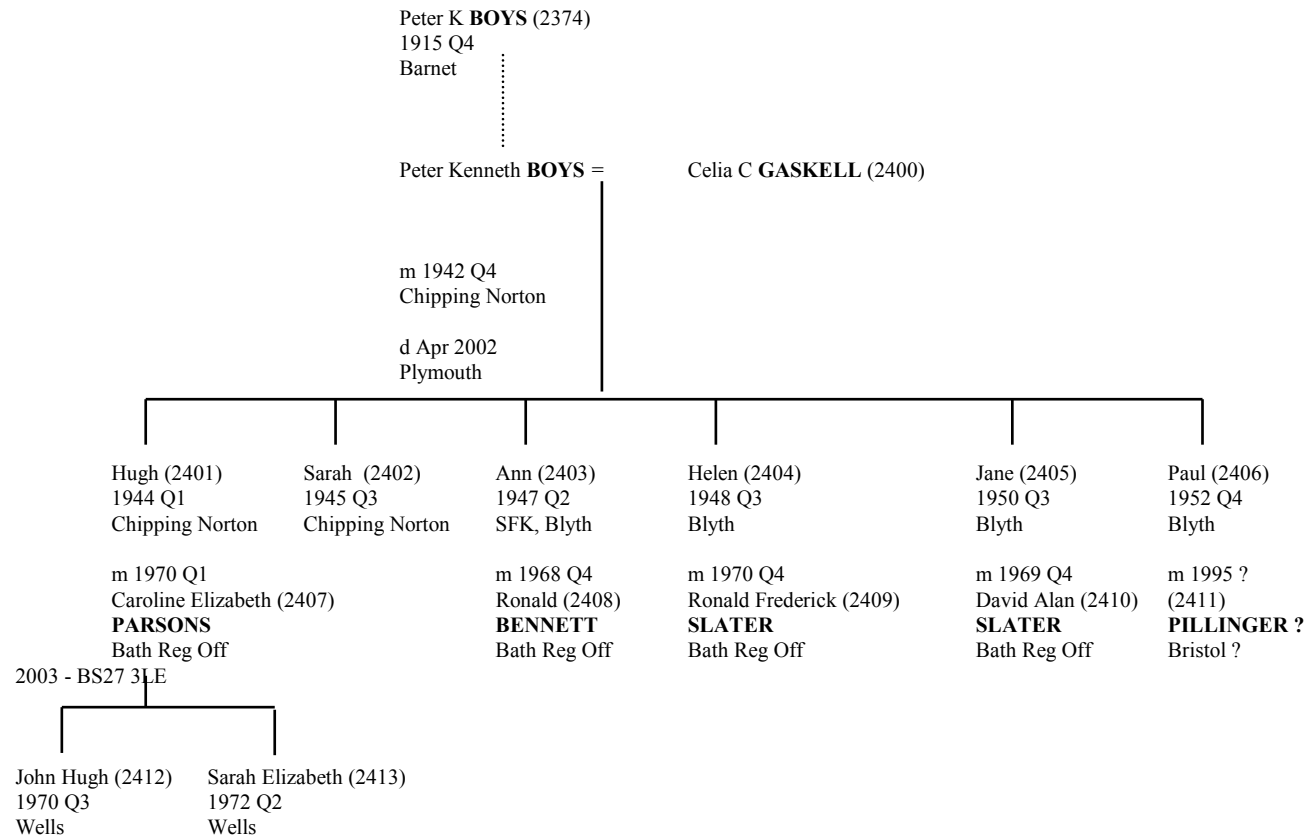 Peter K BOYS (2374)
1915 Q4
Barnet
Peter Kenneth BOYS =
Celia C GASKELL (2400)
m 1942 Q4
Chipping Norton
d Apr 2002
Plymouth
Hugh (2401)
1944 Q1
Chipping Norton
m 1970 Q1
Caroline Elizabeth (2407)
PARSONS
Bath Reg Off
2003 - BS27 3LE
Sarah (2402)
1945 Q3
Chipping Norton
Ann (2403)
1947 Q2
SFK, Blyth
m 1968 Q4
Ronald (2408)
BENNETT
Bath Reg Off
Helen (2404)
1948 Q3
Blyth
m 1970 Q4
Ronald Frederick (2409)
SLATER
Bath Reg Off
Jane (2405)
1950 Q3
Blyth
m 1969 Q4
David Alan (2410)
SLATER
Bath Reg Off
Paul (2406)
1952 Q4
Blyth
m 1995 ?
(2411)
PILLINGER ?
Bristol ?
John Hugh (2412)
1970 Q3
Wells
Sarah Elizabeth (2413)
1972 Q2
Wells